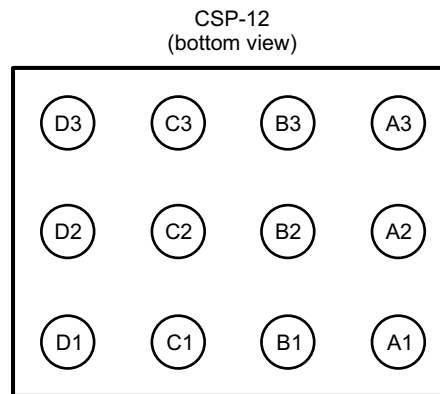 CSP-12
(bottom view)
D3 C3 B3 A3
D2 C2 B2 A2
D1 C1 B1 A1